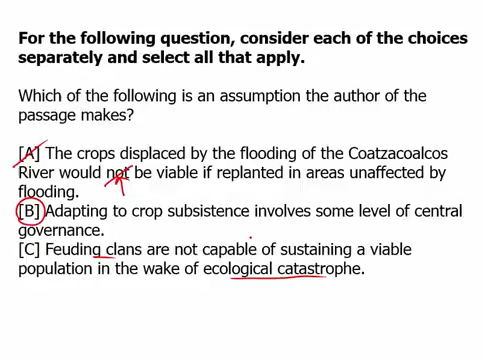 For the following question, consider each of the choices
separately and select all that apply.
Which of the following is an assumption the author of the
passage makes?
[A] The crops displaced by the flooding of the Coatzacoalcos
River would not be viable if replanted in areas unaffected by
flooding.
[B] Adapting to crop subsistence involves some level of central
governance.
[C] Feuding clans are not capable of sustaining a viable
population in the wake of ecological catastrophe.